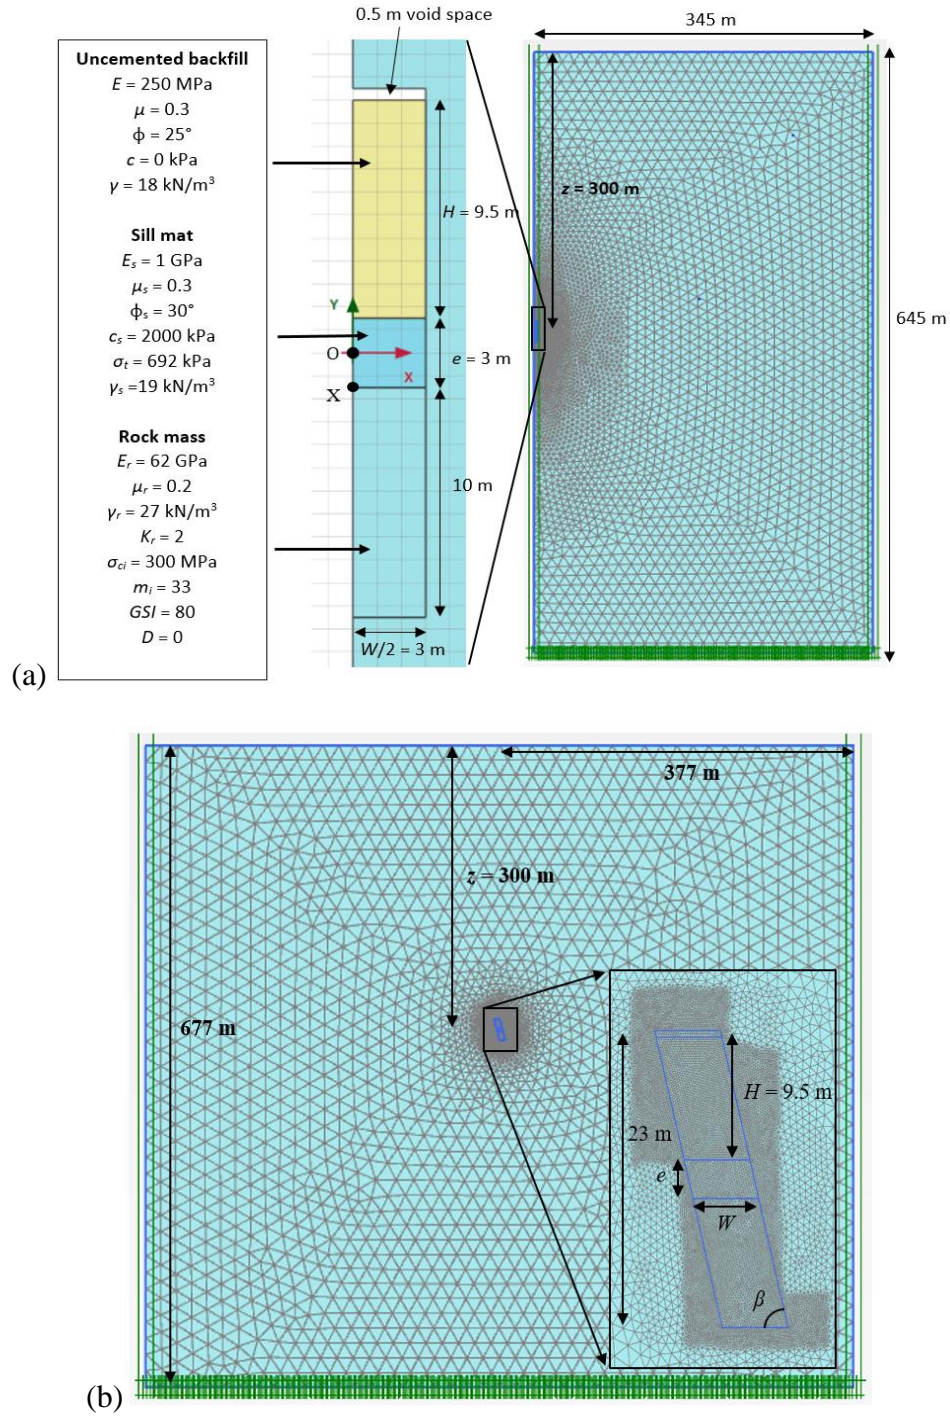 0.5 m void space
345 m
Uncemented backfill
E = 250 MPa
μ = 0.3
ϕ = 25°
c = 0 kPa
γ = 18 kN/m³
Sill mat
Eₛ = 1 GPa
μₛ = 0.3
ϕₛ = 30°
cₛ = 2000 kPa
σₜ = 692 kPa
γₛ =19 kN/m³
Rock mass
Eᵣ = 62 GPa
μᵣ = 0.2
γᵣ = 27 kN/m³
Kᵣ = 2
σci = 300 MPa
mᵢ = 33
GSI = 80
D = 0
z = 300 m
H = 9.5 m
Y
O
X
X
e = 3 m
10 m
W/2 = 3 m
645 m
(a)
377 m
z = 300 m
677 m
H = 9.5 m
23 m
e
W
β
(b)